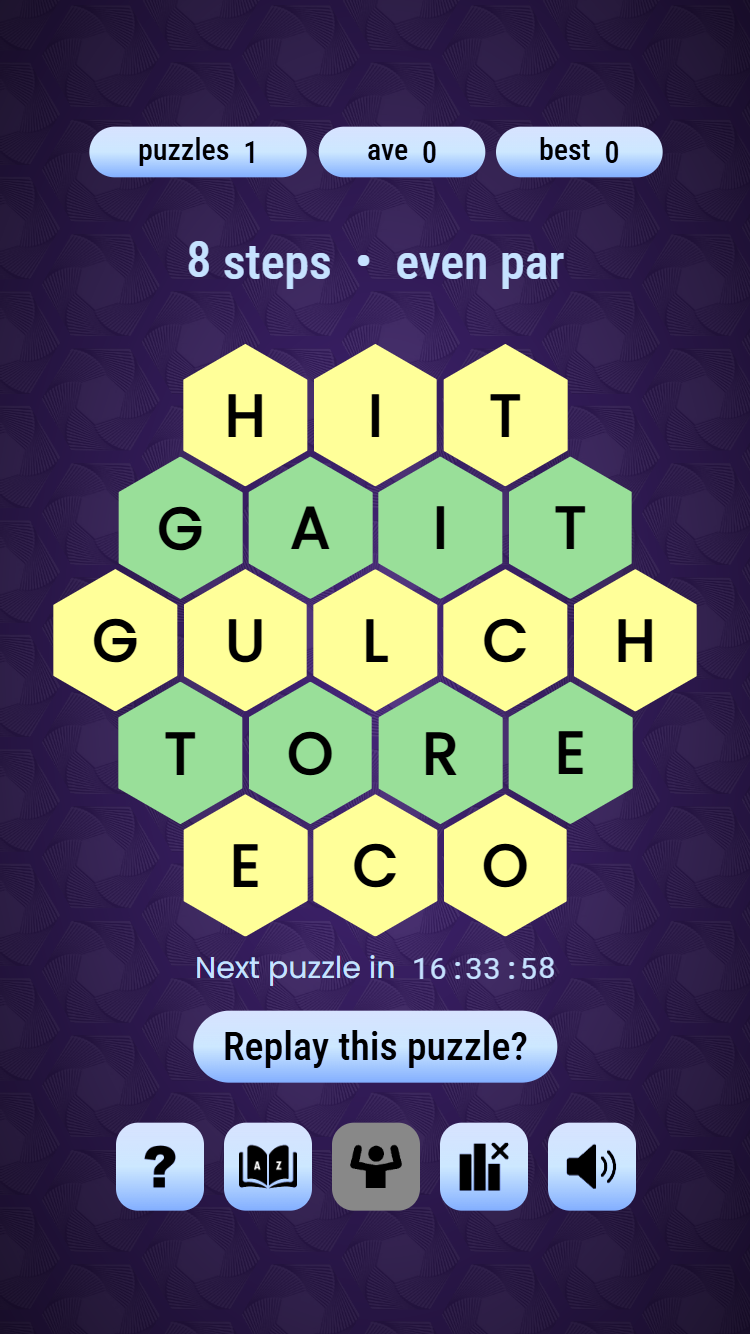 puzzles 1 ave 0 best 0
8 steps • even par
H I T
G A I T
G U L C H
T O R E
E C O
Next puzzle in 16:33:58
Replay this puzzle?
? A Z